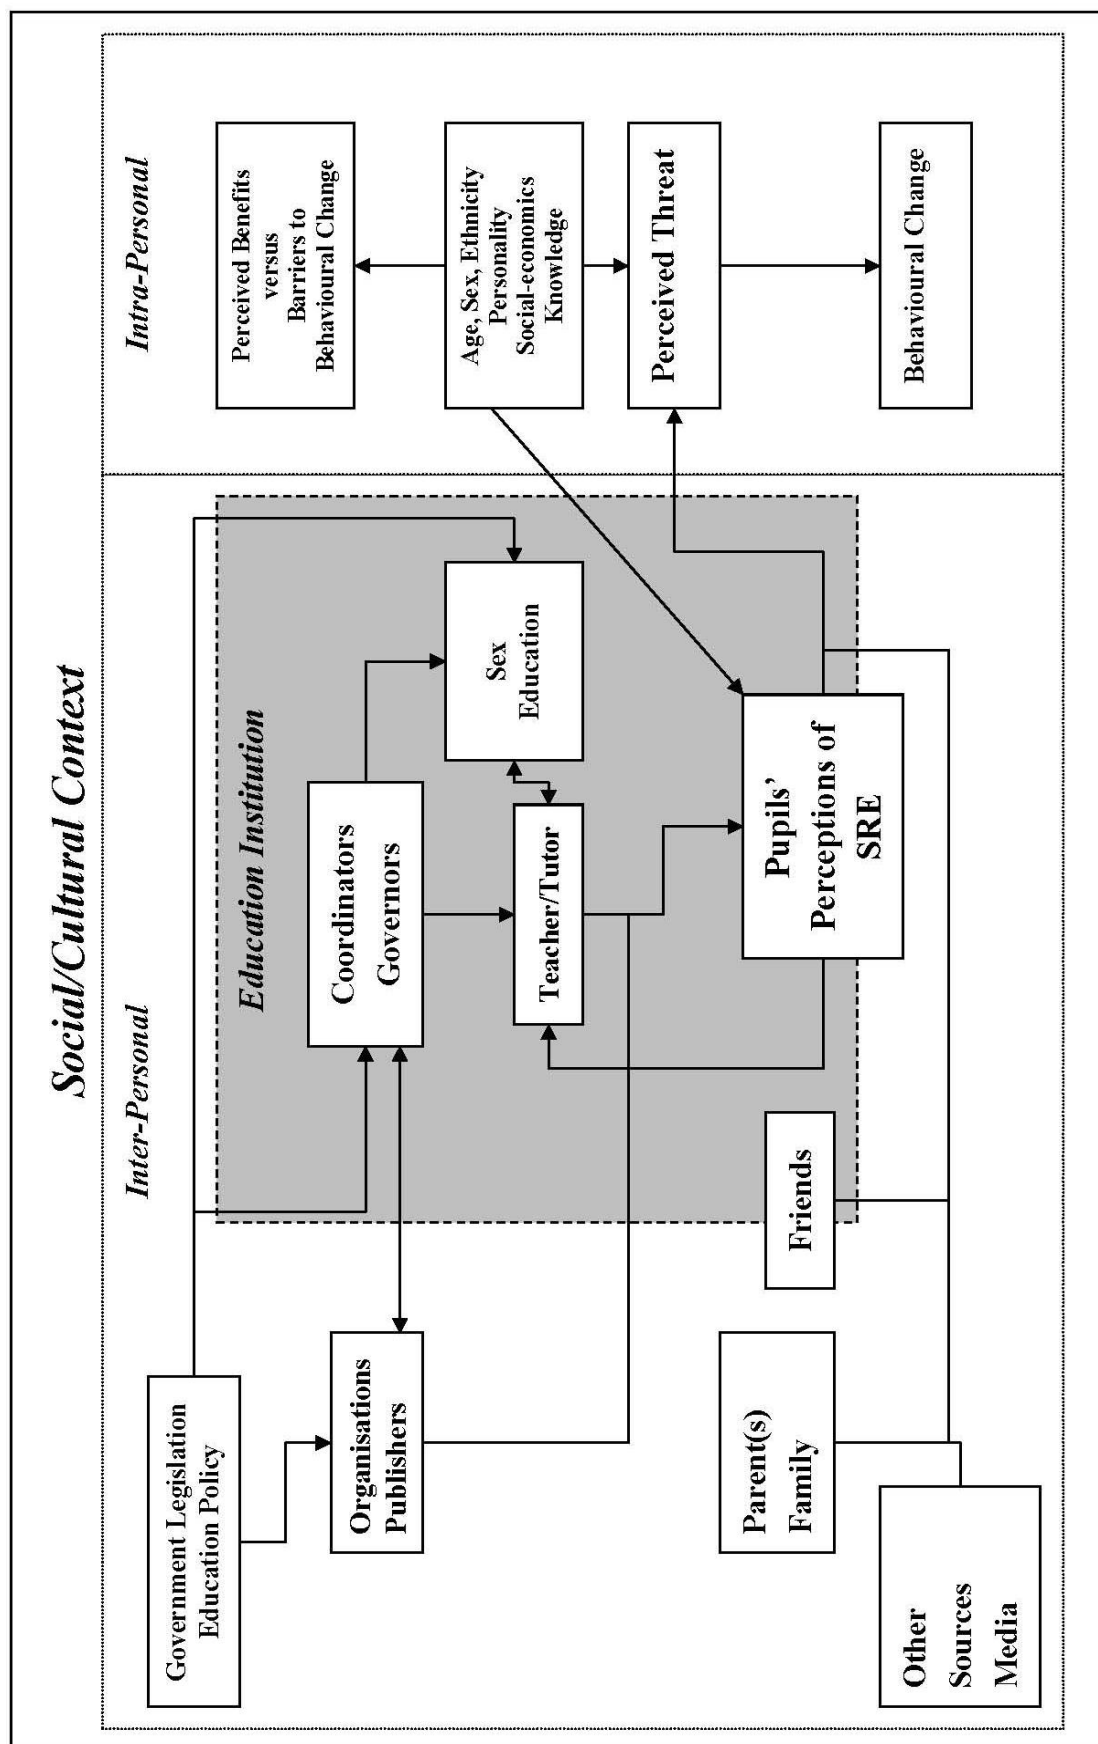 Social/Cultural Context
Inter-Personal
Intra-Personal
Government Legislation
Education Policy
Education Institution
Perceived Benefits
versus
Barriers to
Behavioural Change
Organisations
Publishers
Coordinators
Governors
Sex
Education
Age, Sex, Ethnicity
Personality
Social-economics
Knowledge
Teacher/Tutor
Perceived Threat
Parent(s)
Family
Friends
Pupils'
Perceptions of
SRE
Other
Sources
Media
Behavioural Change